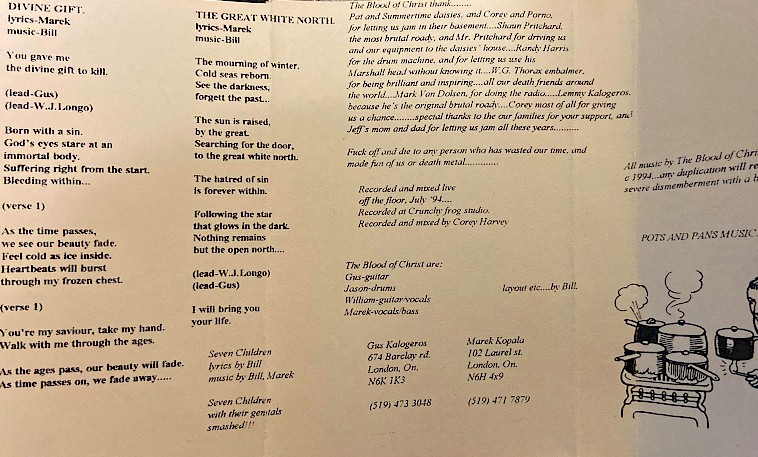 DIVINE GIFT.
lyrics-Marek
music-Bill
You gave me
the divine gift to kill.
(lead-Gus)
(lead-W.J.Longo)
Born with a sin.
God's eyes stare at an
immortal body.
Suffering right from the start.
Bleeding within...
(verse 1)
As the time passes,
we see our beauty fade.
Feel cold as ice inside.
Heartbeats will burst
through my frozen chest.
(verse 1)
You're my saviour, take my hand.
Walk with me through the ages.
As the ages pass, our beauty will fade.
As time passes on, we fade away.....
THE GREAT WHITE NORTH.
lyrics-Marek
music-Bill
The mourning of winter.
Cold seas reborn.
See the darkness,
forgett the past...
The sun is raised,
by the great.
Searching for the door,
to the great white north.
The hatred of sin
is forever within.
Following the star
that glows in the dark.
Nothing remains
but the open north....
(lead-W.J.Longo)
(lead-Gus)
I will bring you
your life.
Seven Children
lyrics by Bill
music by Bill, Marek
Seven Children
with their genitals
smashed!!!
The Blood of Christ thank........
Pat and Summertime daisies, and Corey and Porno,
for letting us jam in their basement....Shaun Pritchard,
the most brutal roady, and Mr. Pritchard for driving us
and our equipment to the daisies' house....Randy Harris
for the drum machine, and for letting us use his
Marshall head without knowing it....W.G. Thorax embalmer,
for being brilliant and inspiring....all our death friends around
the world....Mark Van Dolsen, for doing the radio.....Lemmy Kalogeros.
because he's the original brutal roady....Corey most of all for giving
us a chance.......special thanks to the our families for your support, and
Jeff's mom and dad for letting us jam all these years..........
Fuck off and die to any person who has wasted our time, and
made fun of us or death metal.............
Recorded and mixed live
off the floor, July '94....
Recorded at Crunchy frog studio.
Recorded and mixed by Corey Harvey
The Blood of Christ are:
Gus-guitar
Jason-drums
William-guitar/vocals
Marek-vocals/bass
layout etc....by Bill.
Gus Kalogeros
674 Barclay rd.
London, On.
N6K 1K3
(519) 473 3048
Marek Kopala
102 Laurel st.
London, On.
N6H 4x9
(519) 471 7879
All music by The Blood of Chris
c 1994...any duplication will re
severe dismemberment with a b
POTS AND PANS MUSIC.